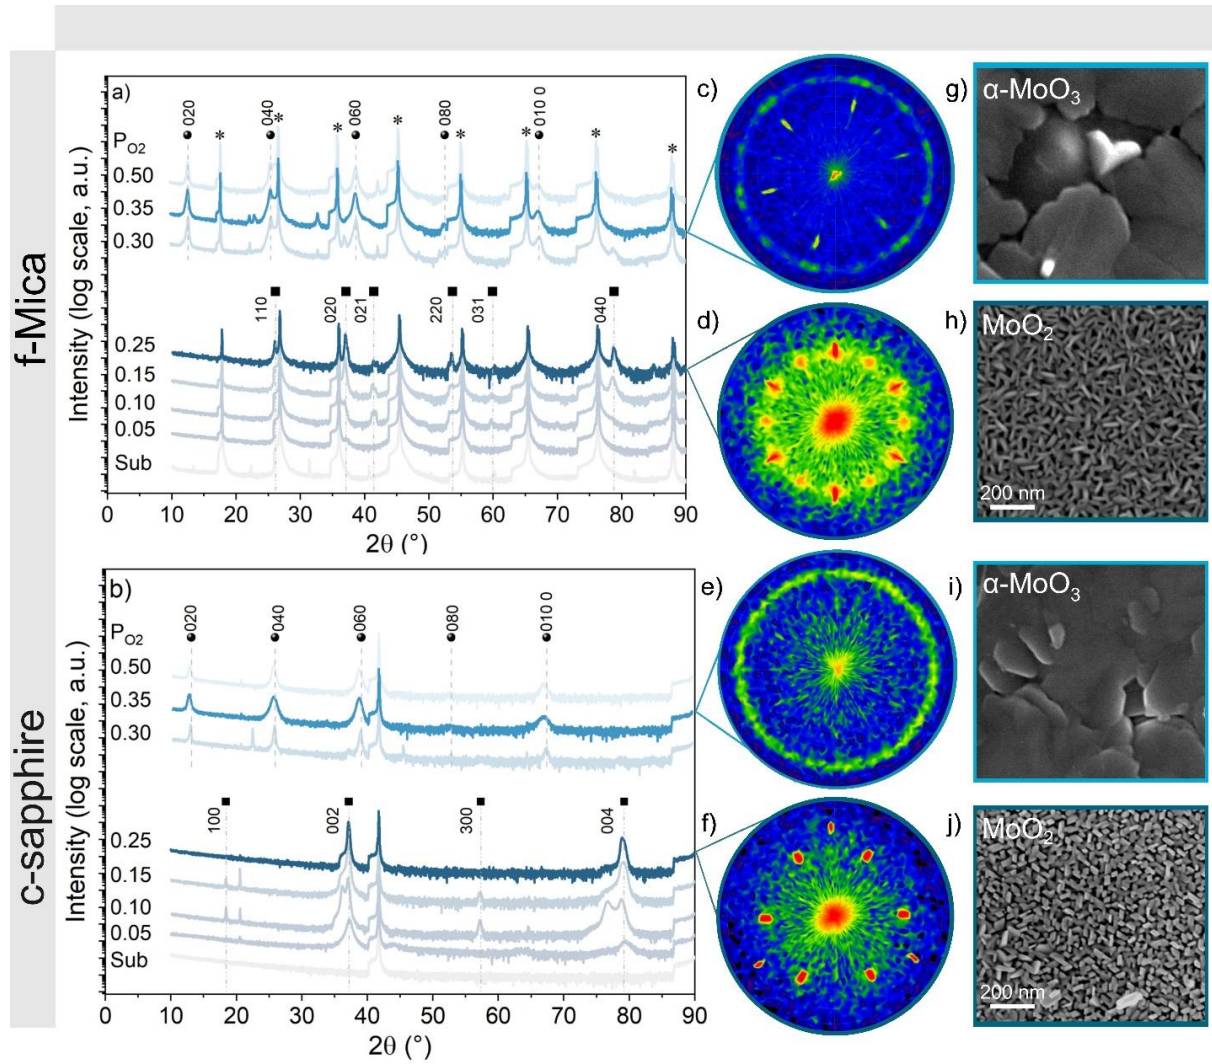 f-Mica
a)
020
040
060
080
010 0
* * * * * * * *
P_O2
0.50
0.35
0.30
110
020
021
220
031
040
0.25
0.15
0.10
0.05
Sub
Intensity (log scale, a.u.)
0 10 20 30 40 50 60 70 80 90
2θ (°)
c)
d)
g)
α-MoO₃
h)
MoO₂
200 nm
c-sapphire
b)
020
040
060
080
010 0
P_O2
0.50
0.35
0.30
100
002
300
004
0.25
0.15
0.10
0.05
Sub
Intensity (log scale, a.u.)
0 10 20 30 40 50 60 70 80 90
2θ (°)
e)
f)
i)
α-MoO₃
j)
MoO₂
200 nm